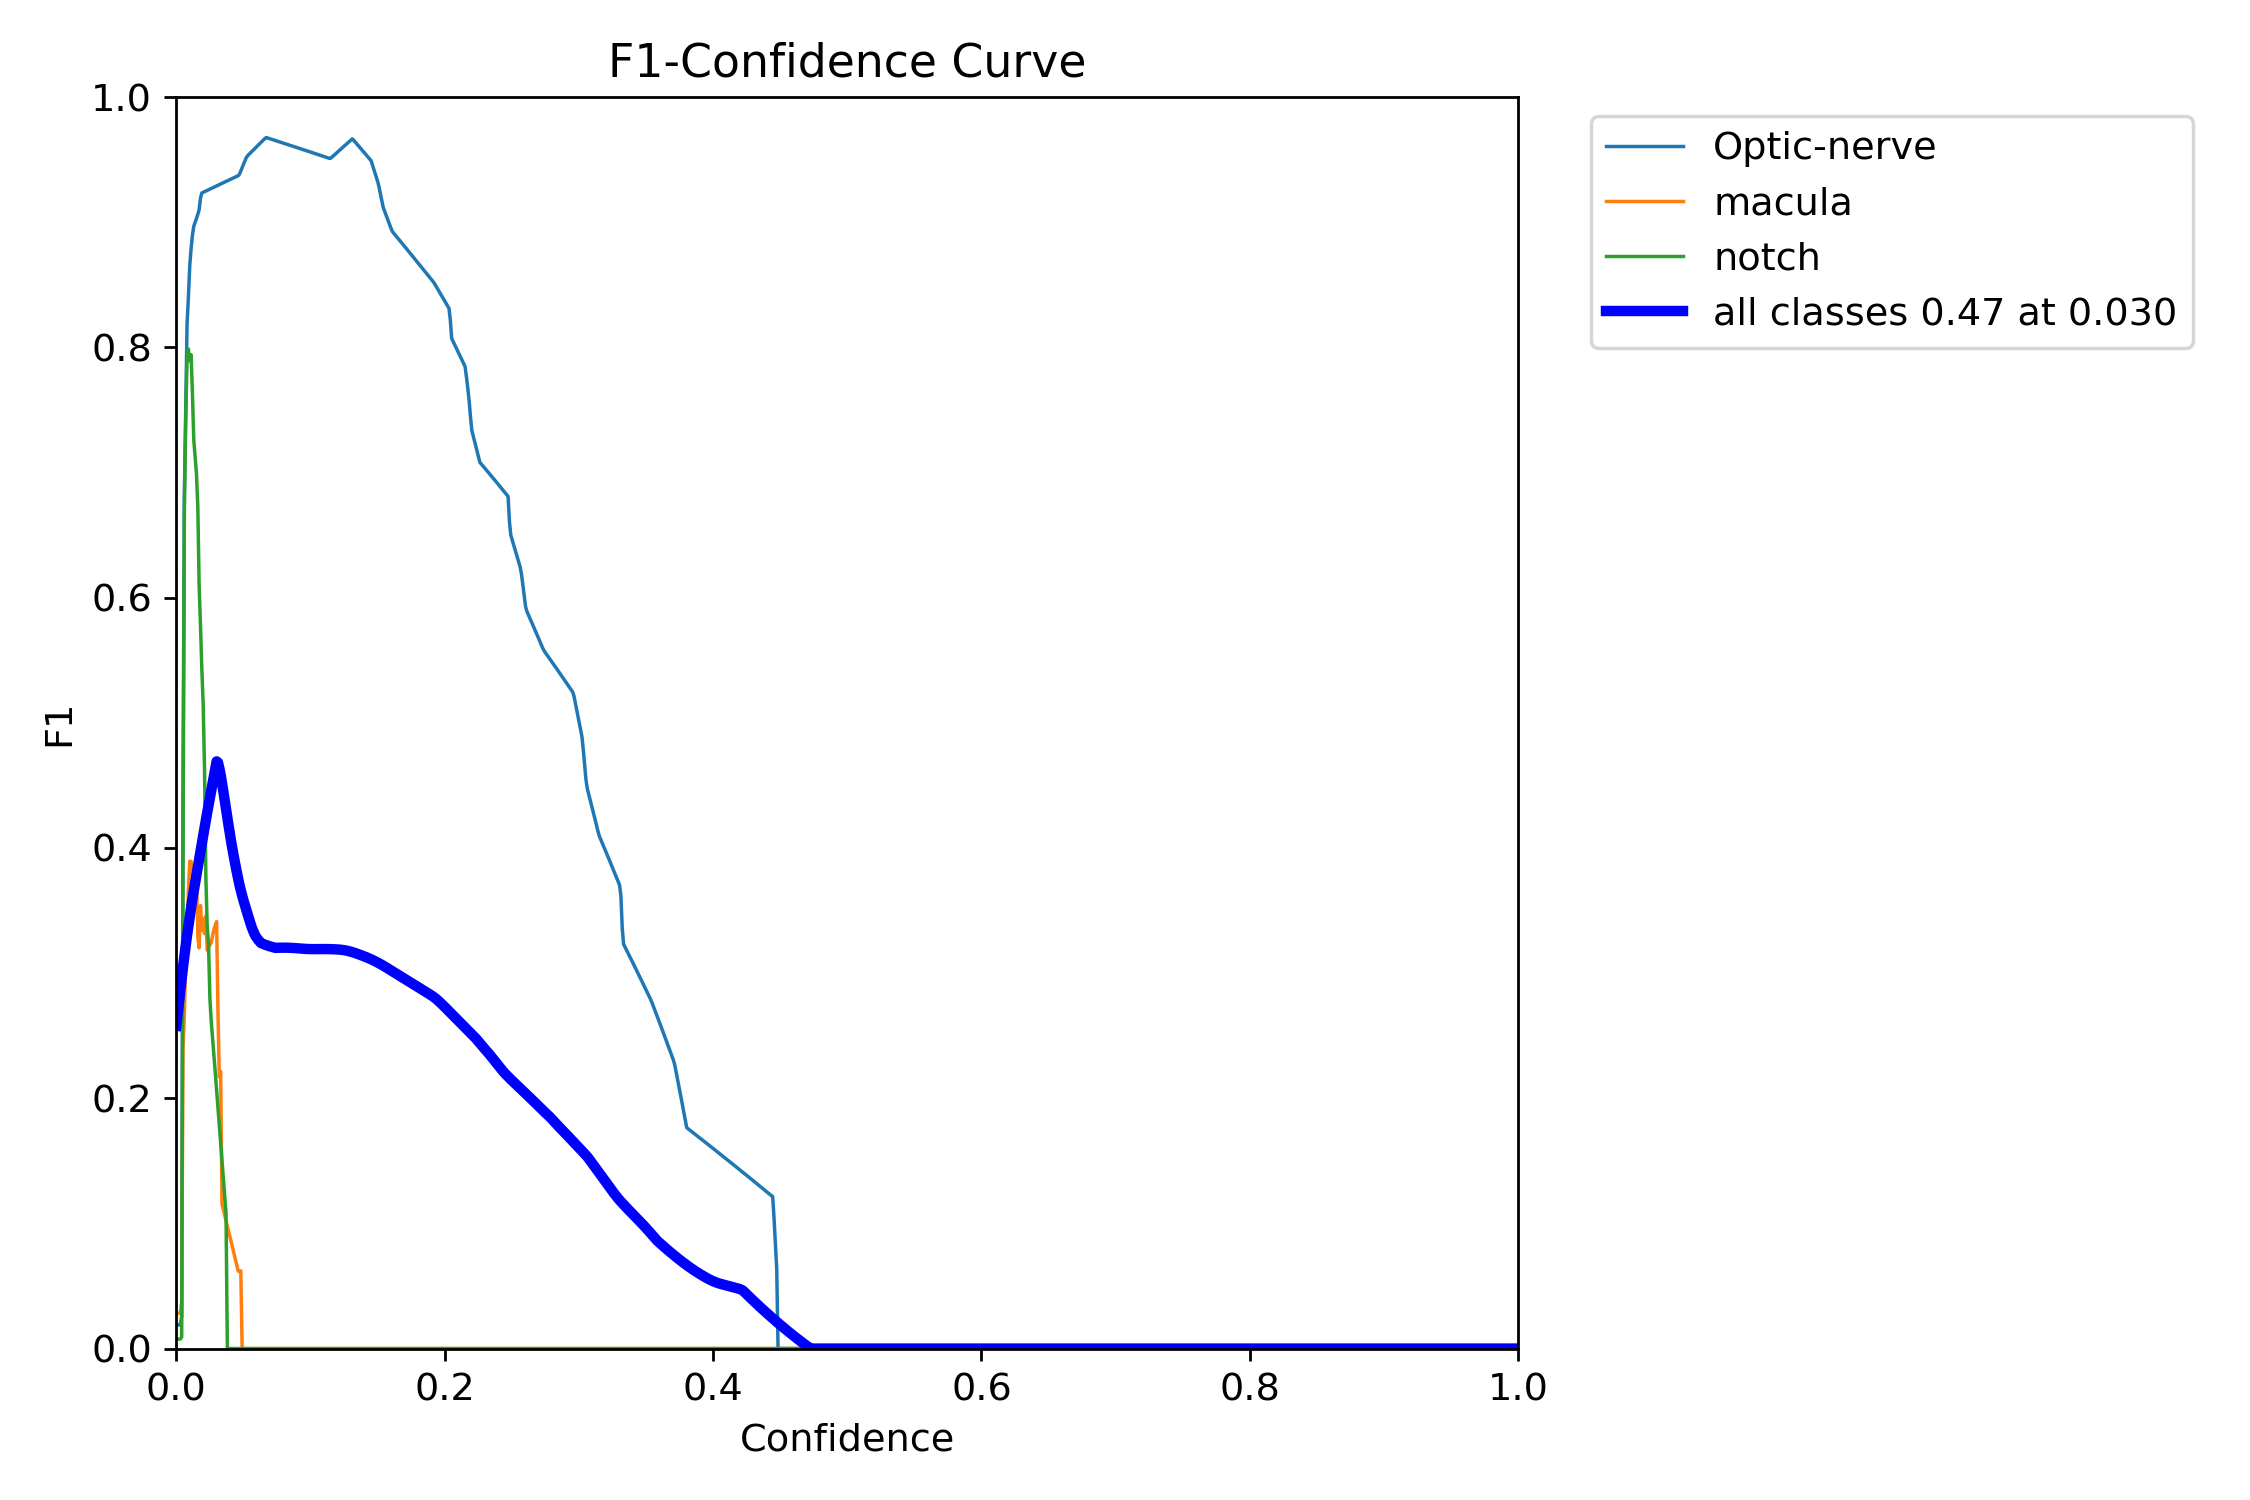 F1-Confidence Curve
1.0
0.8
0.6
0.4
0.2
0.0
F1
0.0 0.2 0.4 0.6 0.8 1.0
Confidence
Optic-nerve
macula
notch
all classes 0.47 at 0.030